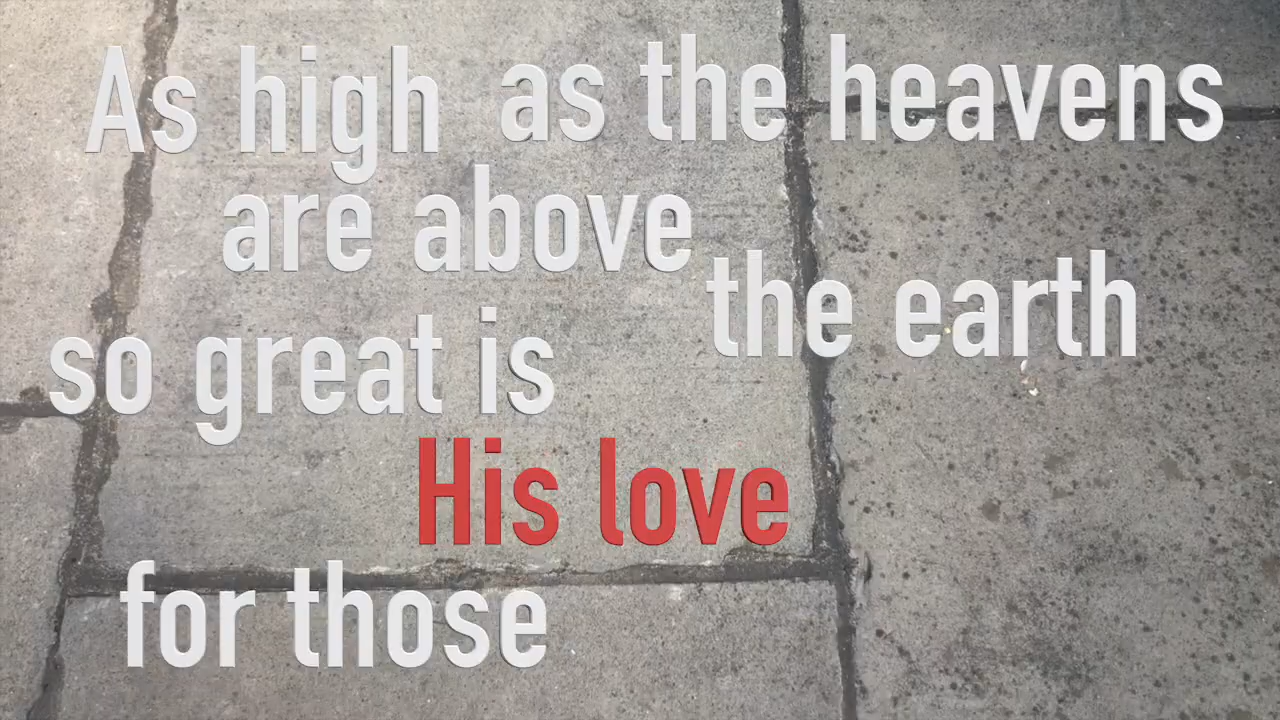 As high as the heavens
are above
the earth
so great is
His love
for those